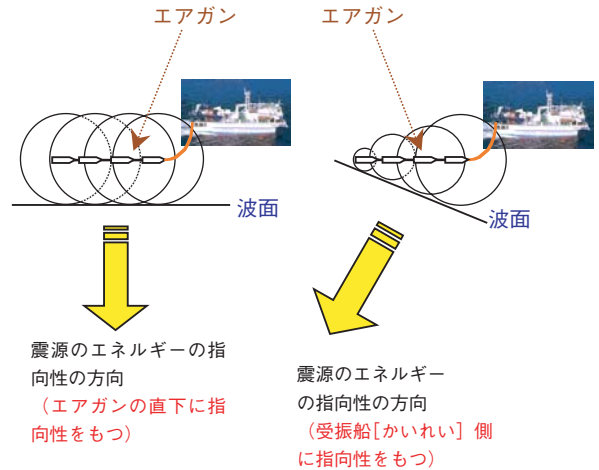 エアガン
エアガン
波面
波面
震源のエネルギーの指
向性の方向
（エアガンの直下に指
向性をもつ）
震源のエネルギー
の指向性の方向
（受振船[かいれい］側
に指向性をもつ）